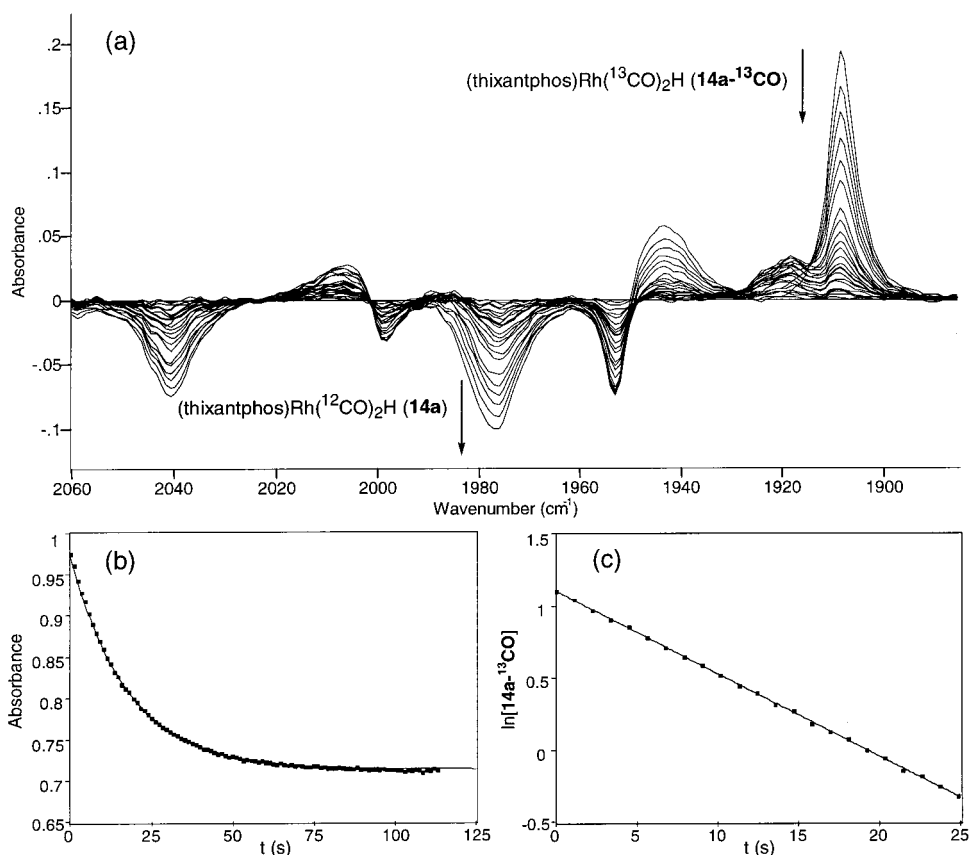 (a)
.2
.15
.1
.05
0
-.05
-.1
Absorbance
(thixantphos)Rh(¹³CO)₂H (14a-¹³CO)
(thixantphos)Rh(¹²CO)₂H (14a)
2060 2040 2020 2000 1980 1960 1940 1920 1900
Wavenumber (cm⁻¹)
(b)
1
0.95
0.9
0.85
0.8
0.75
0.7
0.65
Absorbance
0 25 50 75 100 125
t (s)
(c)
1.5
1
0.5
0
-0.5
ln[14a-¹³CO]
0 5 10 15 20 25
t (s)